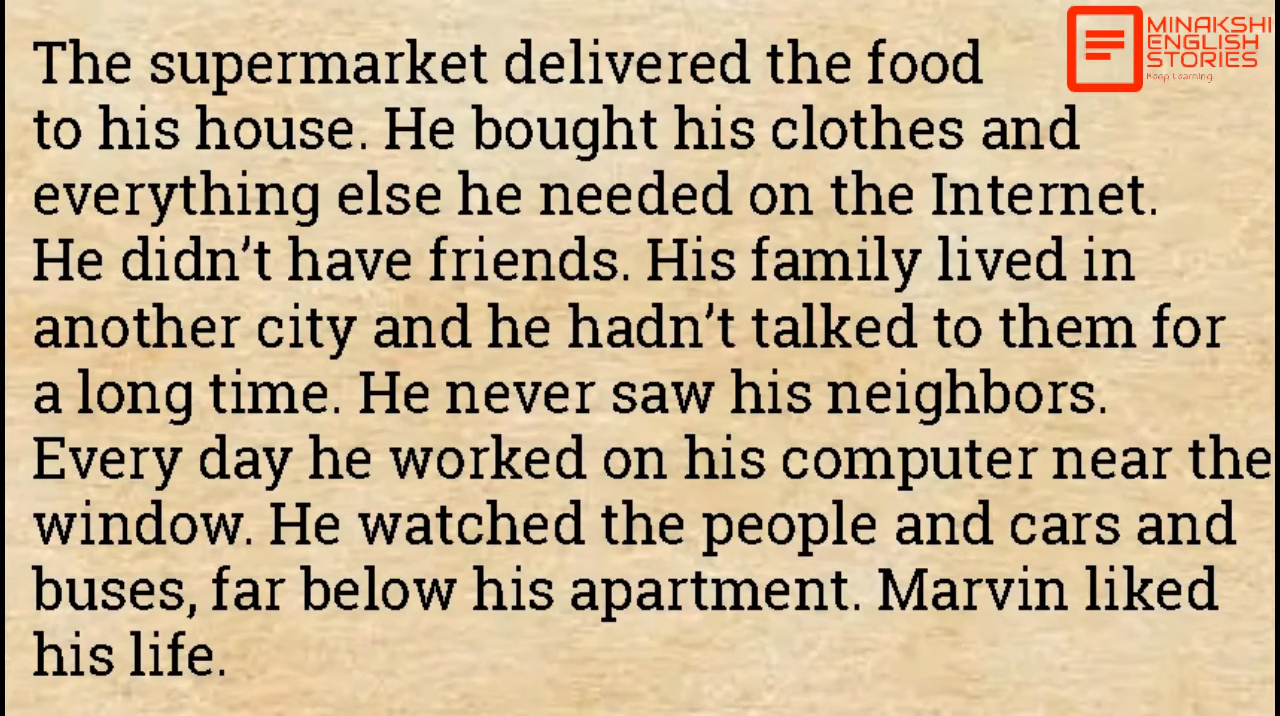 The supermarket delivered the food
to his house. He bought his clothes and
everything else he needed on the Internet.
He didn’t have friends. His family lived in
another city and he hadn’t talked to them for
a long time. He never saw his neighbors.
Every day he worked on his computer near the
window. He watched the people and cars and
buses, far below his apartment. Marvin liked
his life.
MINAKSHI
ENGLISH
STORIES
Keep Learning